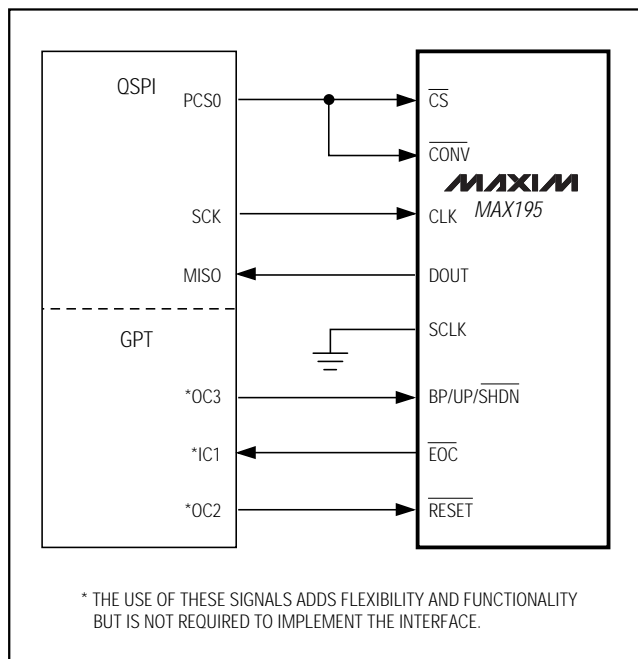 QSPI
PCS0
CS
CONV
MAXIM
MAX195
SCK
CLK
MISO
DOUT
GPT
SCLK
*OC3
BP/UP/SHDN
*IC1
EOC
*OC2
RESET
* THE USE OF THESE SIGNALS ADDS FLEXIBILITY AND FUNCTIONALITY
BUT IS NOT REQUIRED TO IMPLEMENT THE INTERFACE.